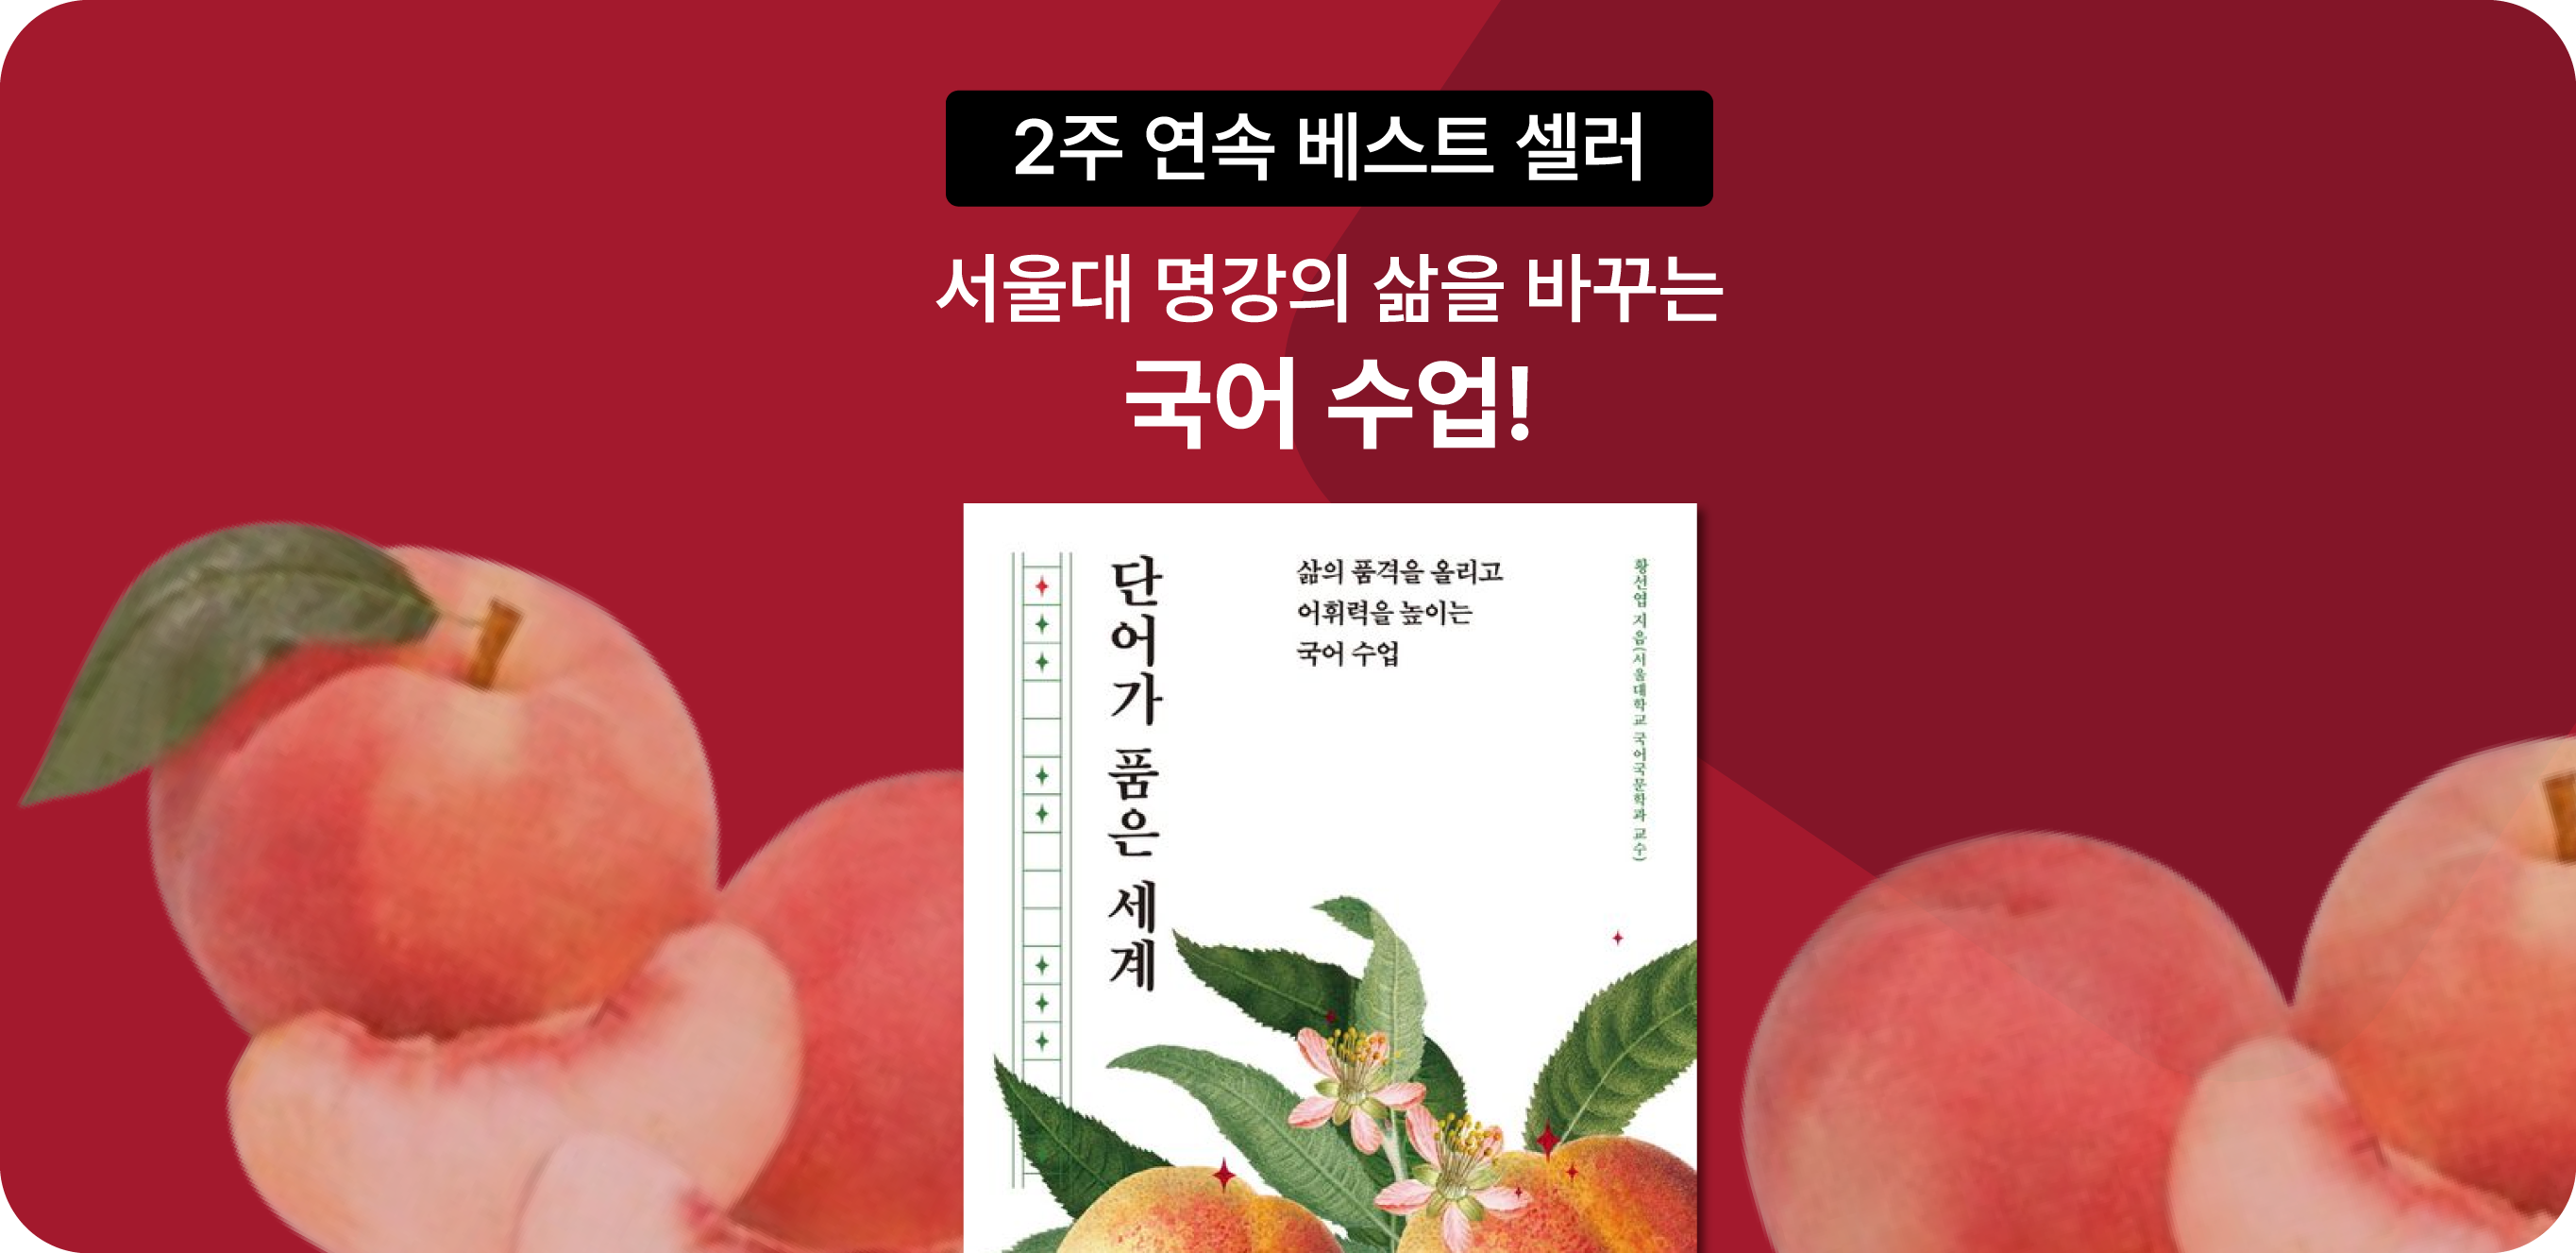 2주 연속 베스트 셀러
서울대 명강의 삶을 바꾸는
국어 수업!
단어가 품은 세계
삶의 품격을 올리고
어휘력을 높이는
국어 수업
황선엽 지음(서울대학교 국어국문학과 교수)